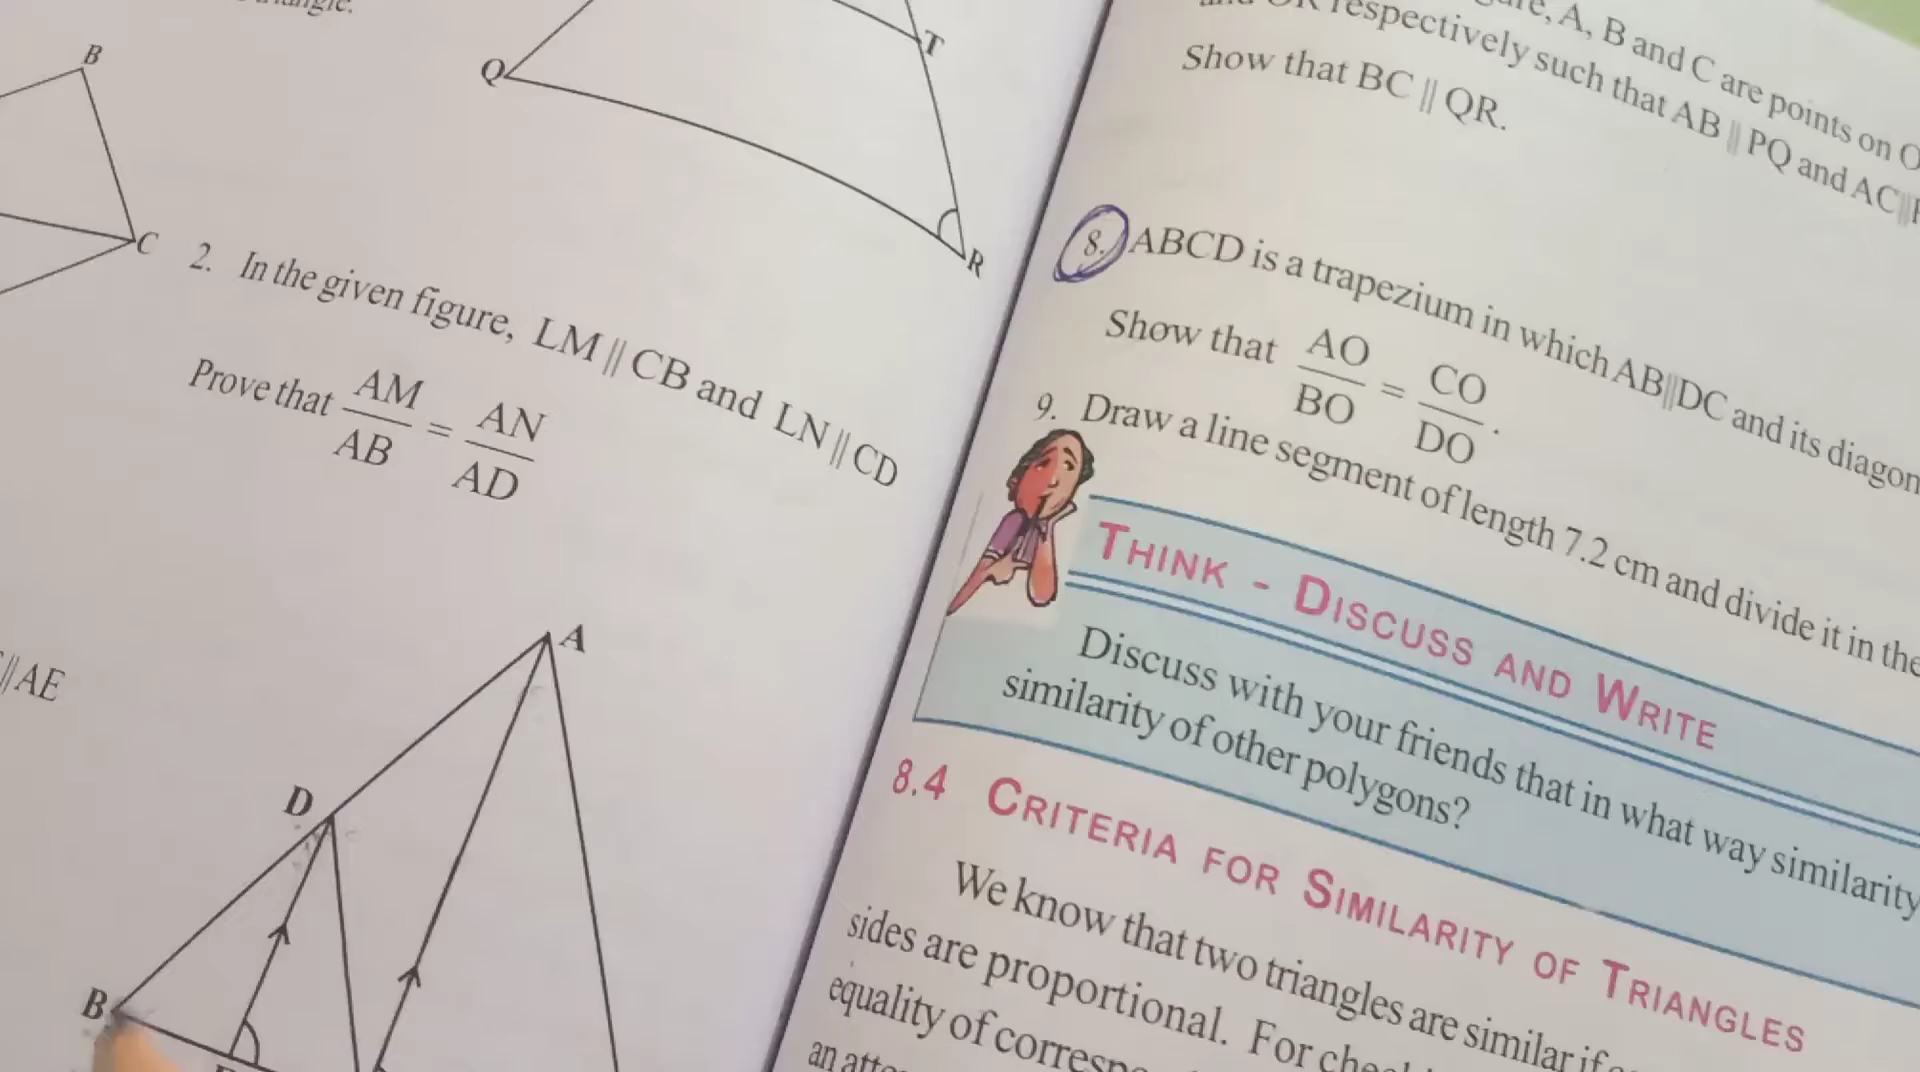 B
C
Q
T
R
2. In the given figure, LM || CB and LN || CD
Prove that AM/AB = AN/AD
|| AE
A
D
B
A, B and C are points on
respectively such that AB || PQ and AC ||
Show that BC || QR.
8. ABCD is a trapezium in which AB||DC and its
Show that AO/BO = CO/DO.
9. Draw a line segment of length 7.2 cm and divide it in the
THINK - DISCUSS AND WRITE
Discuss with your friends that in what way similarity
similarity of other polygons?
8.4 CRITERIA FOR SIMILARITY OF TRIANGLES
We know that two triangles are similar if
sides are proportional. For
equality of
an